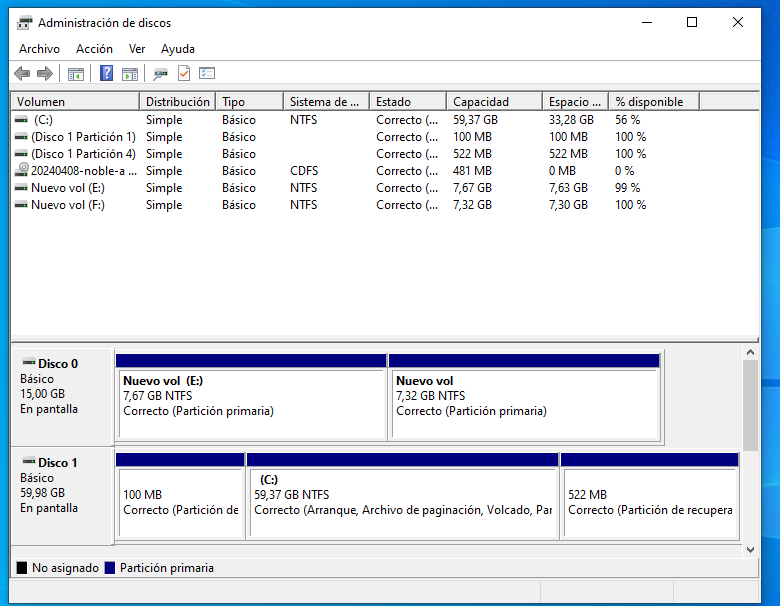 Administración de discos
Archivo Acción Ver Ayuda
Volumen Distribución Tipo Sistema de ... Estado Capacidad Espacio ... % disponible
(C:) Simple Básico NTFS Correcto (... 59,37 GB 33,28 GB 56 %
(Disco 1 Partición 1) Simple Básico Correcto (... 100 MB 100 MB 100 %
(Disco 1 Partición 4) Simple Básico Correcto (... 522 MB 522 MB 100 %
20240408-noble-a ... Simple Básico CDFS Correcto (... 481 MB 0 MB 0 %
Nuevo vol (E:) Simple Básico NTFS Correcto (... 7,67 GB 7,63 GB 99 %
Nuevo vol (F:) Simple Básico NTFS Correcto (... 7,32 GB 7,30 GB 100 %
Disco 0
Básico
15,00 GB
En pantalla
Nuevo vol (E:)
7,67 GB NTFS
Correcto (Partición primaria)
Nuevo vol
7,32 GB NTFS
Correcto (Partición primaria)
Disco 1
Básico
59,98 GB
En pantalla
100 MB
Correcto (Partición de
(C:)
59,37 GB NTFS
Correcto (Arranque, Archivo de paginación, Volcado, Par
522 MB
Correcto (Partición de recupera
No asignado Partición primaria